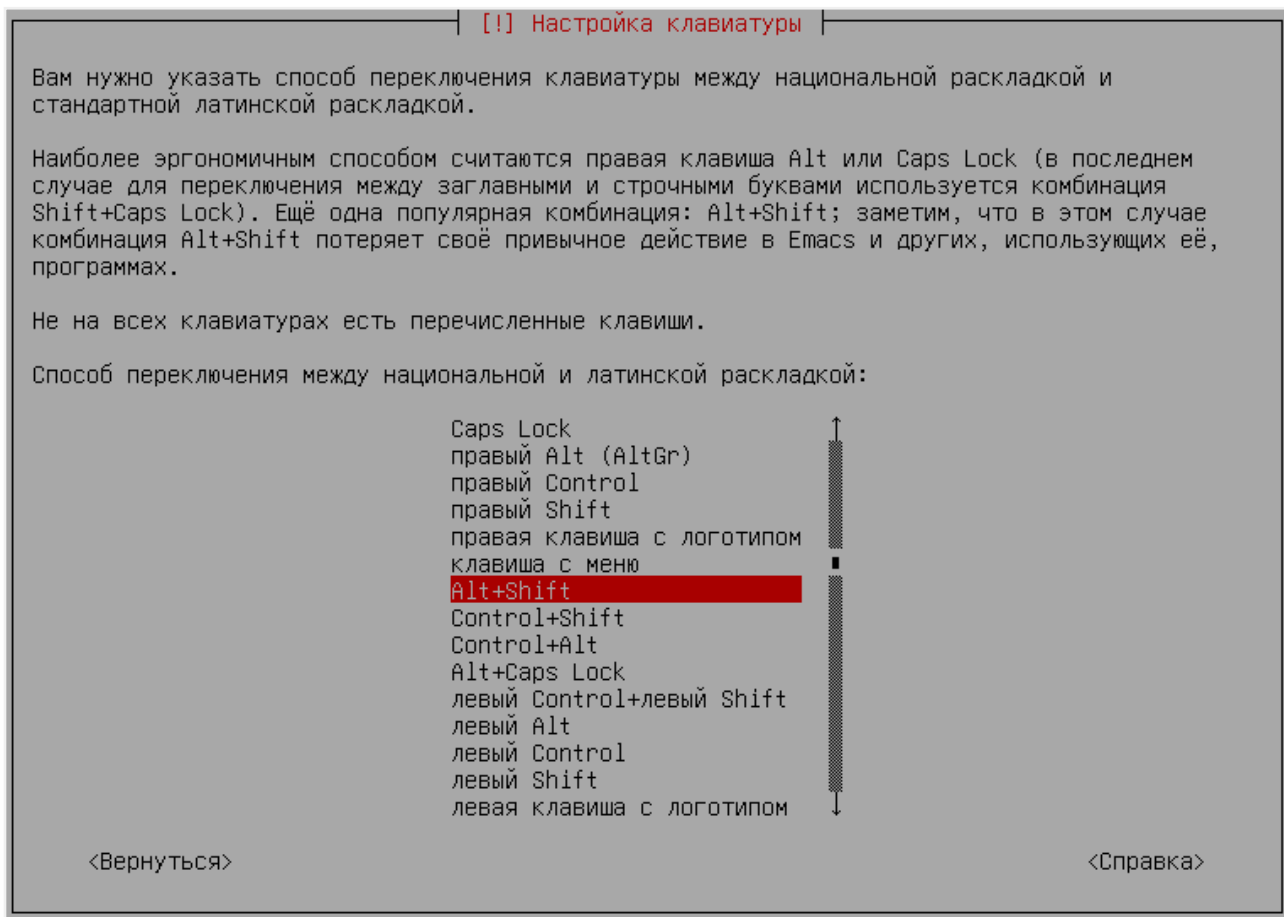 [!] Настройка клавиатуры
Вам нужно указать способ переключения клавиатуры между национальной раскладкой и
стандартной латинской раскладкой.
Наиболее эргономичным способом считаются правая клавиша Alt или Caps Lock (в последнем
случае для переключения между заглавными и строчными буквами используется комбинация
Shift+Caps Lock). Ещё одна популярная комбинация: Alt+Shift; заметим, что в этом случае
комбинация Alt+Shift потеряет своё привычное действие в Emacs и других, использующих её,
программах.
Не на всех клавиатурах есть перечисленные клавиши.
Способ переключения между национальной и латинской раскладкой:
Caps Lock
правый Alt (AltGr)
правый Control
правый Shift
правая клавиша с логотипом
клавиша с меню
Alt+Shift
Control+Shift
Control+Alt
Alt+Caps Lock
левый Control+левый Shift
левый Alt
левый Control
левый Shift
левая клавиша с логотипом
<Вернуться> <Справка>